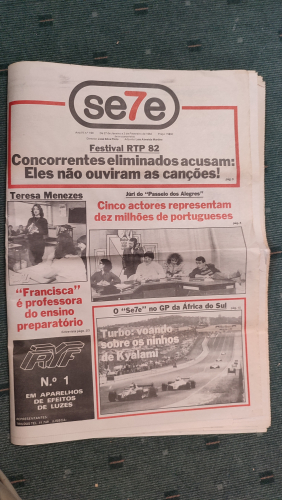 se7e
Festival RTP 82
Concorrentes eliminados acusam:
Eles não ouviram as canções!
Teresa Menezes
Júri de "Passeio dos Alegres"
Cinco actores representam
dez milhões de portugueses
"Francisca"
é professora
do ensino
preparatório
O "Se7e" no GP da África do Sul
Turbo: voando
sobre os ninhos
de Kyalami
RYF
N.º 1
EM APARELHOS
DE EFEITOS
DE LUZES